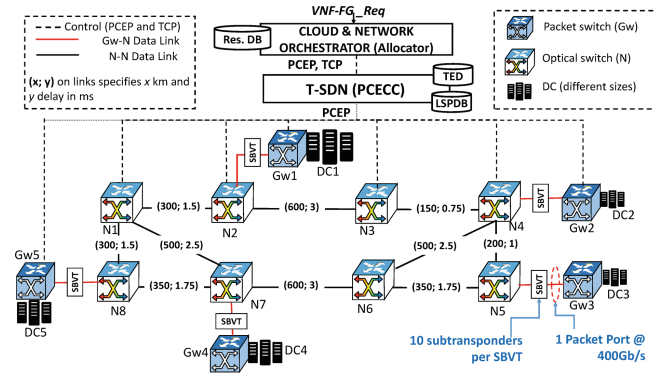 VNF-FG_Req
Control (PCEP and TCP)
Gw-N Data Link
N-N Data Link
(x; y) on links specifies x km and
y delay in ms
Res. DB
CLOUD & NETWORK
ORCHESTRATOR (Allocator)
PCEP, TCP
TED
T-SDN (PCECC)
LSPDB
PCEP
Packet switch (Gw)
Optical switch (N)
DC (different sizes)
SBVT
Gw1
DC1
N1
(300; 1.5)
N2
(600; 3)
N3
(150; 0.75)
N4
SBVT
Gw2
DC2
(300; 1.5)
(500; 2.5)
(500; 2.5)
(200; 1)
Gw5
SBVT
DC5
N8
(350; 1.75)
N7
(600; 3)
N6
(350; 1.75)
N5
SBVT
Gw3
DC3
SBVT
Gw4
DC4
10 subtransponders
per SBVT
1 Packet Port @
400Gb/s